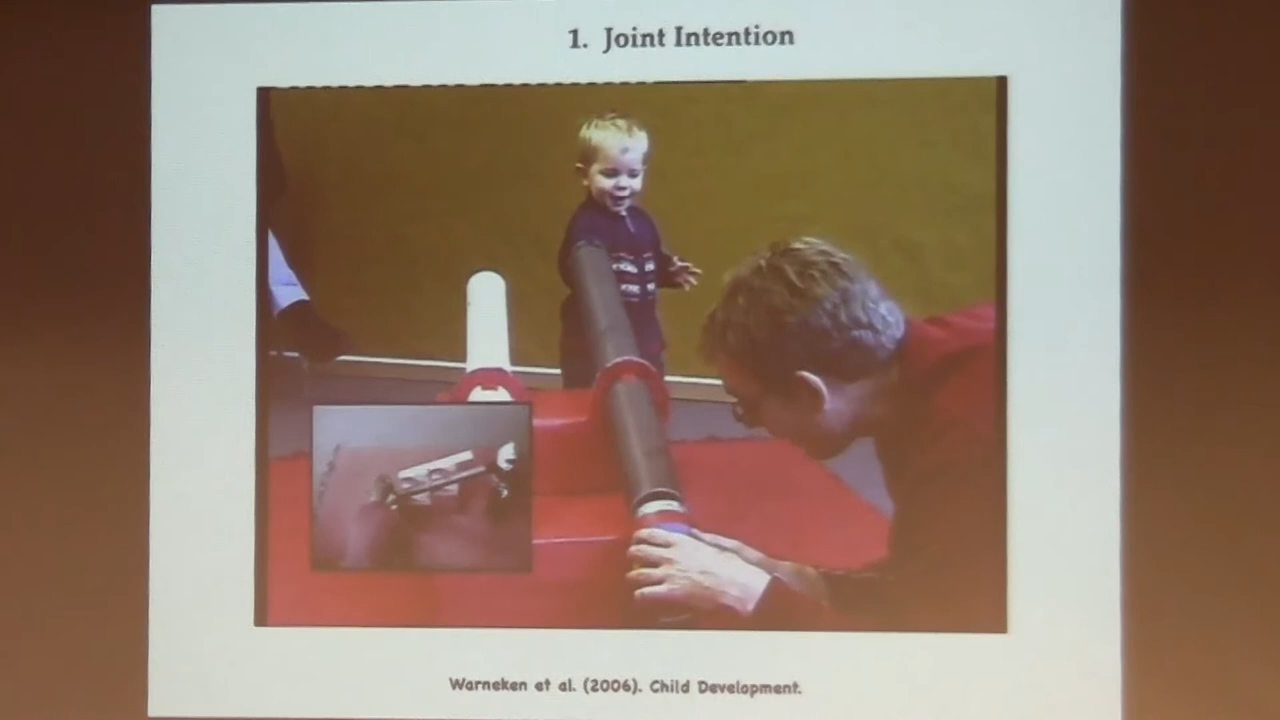 1. Joint Intention
Warneken et al. (2006). Child Development.